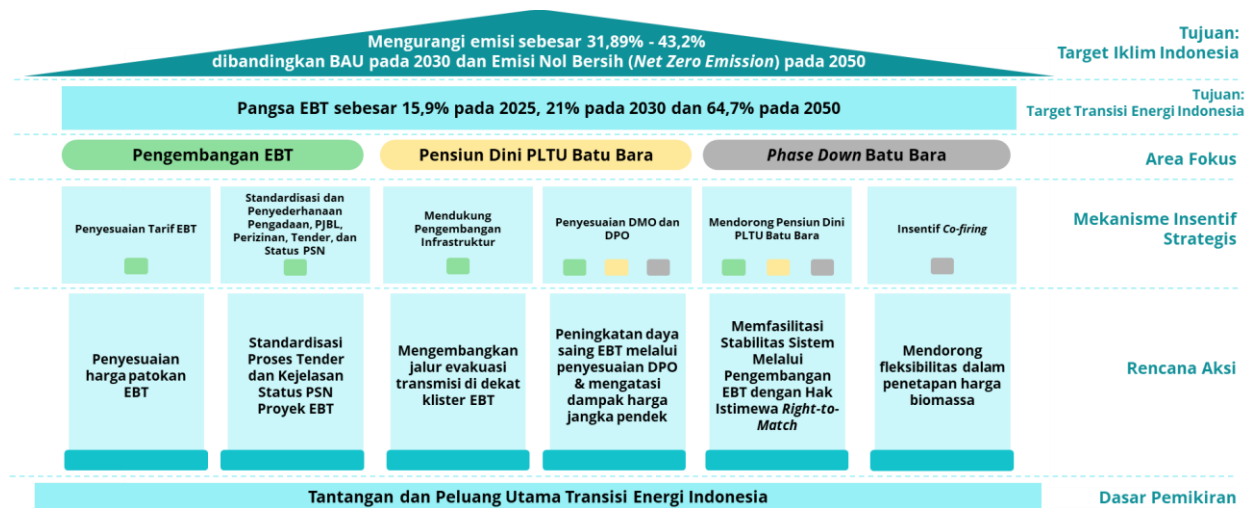 Mengurangi emisi sebesar 31,89% - 43,2%
dibandingkan BAU pada 2030 dan Emisi Nol Bersih (Net Zero Emission) pada 2050
Tujuan:
Target Iklim Indonesia
Pangsa EBT sebesar 15,9% pada 2025, 21% pada 2030 dan 64,7% pada 2050
Tujuan:
Target Transisi Energi Indonesia
Pengembangan EBT
Pensiun Dini PLTU Batu Bara
Phase Down Batu Bara
Area Fokus
Penyesuaian Tarif EBT
Standardisasi dan
Penyederhanaan
Pengadaan, PJBL,
Perizinan, Tender, dan
Status PSN
Mendukung
Pengembangan
Infrastruktur
Penyesuaian DMO dan
DPO
Mendorong Pensiun Dini
PLTU Batu Bara
Insentif Co-firing
Mekanisme Insentif
Strategis
Penyesuaian
harga patokan
EBT
Standardisasi
Proses Tender
dan Kejelasan
Status PSN
Proyek EBT
Mengembangkan
jalur evakuasi
transmisi di dekat
klister EBT
Peningkatan daya
saing EBT melalui
penyesuaian DPO
& mengatasi
dampak harga
jangka pendek
Memfasilitasi
Stabilitas Sistem
Melalui
Pengembangan
EBT dengan Hak
Istimewa Right-to-
Match
Mendorong
fleksibilitas dalam
penetapan harga
biomassa
Rencana Aksi
Tantangan dan Peluang Utama Transisi Energi Indonesia
Dasar Pemikiran